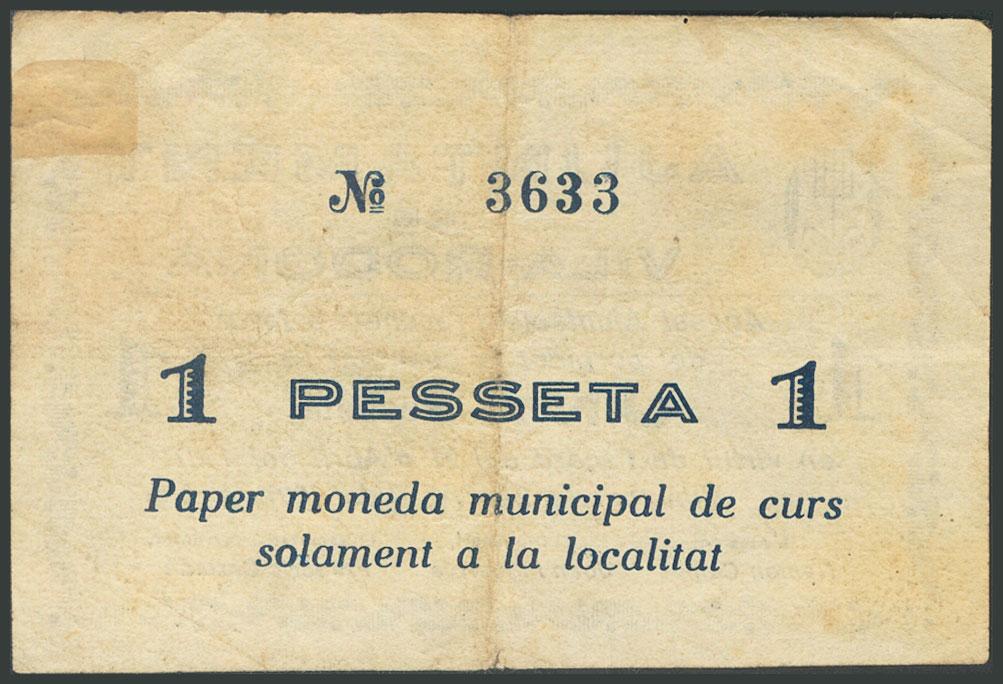 Nº 3633
1 PESSETA 1
Paper moneda municipal de curs
solament a la localitat